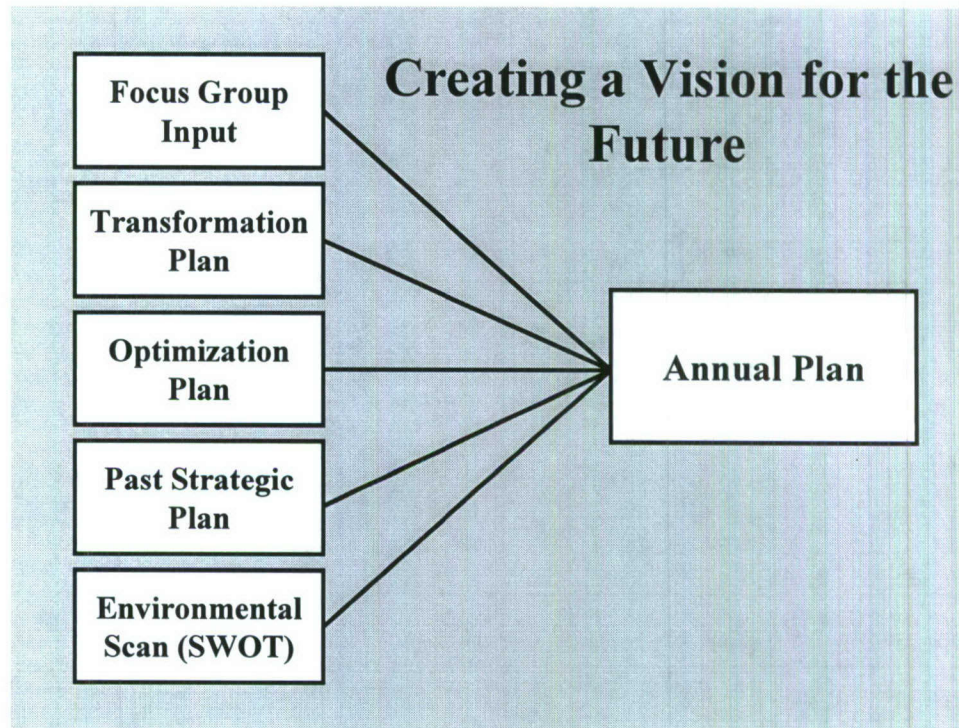 Creating a Vision for the
Future
Focus Group
Input
Transformation
Plan
Optimization
Plan
Past Strategic
Plan
Environmental
Scan (SWOT)
Annual Plan